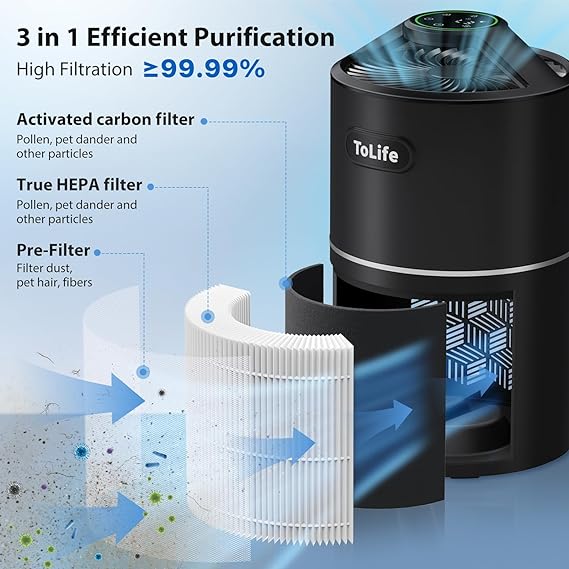 3 in 1 Efficient Purification
High Filtration ≥99.99%
Activated carbon filter
Pollen, pet dander and
other particles
True HEPA filter
Pollen, pet dander and
other particles
Pre-Filter
Filter dust,
pet hair, fibers
ToLife